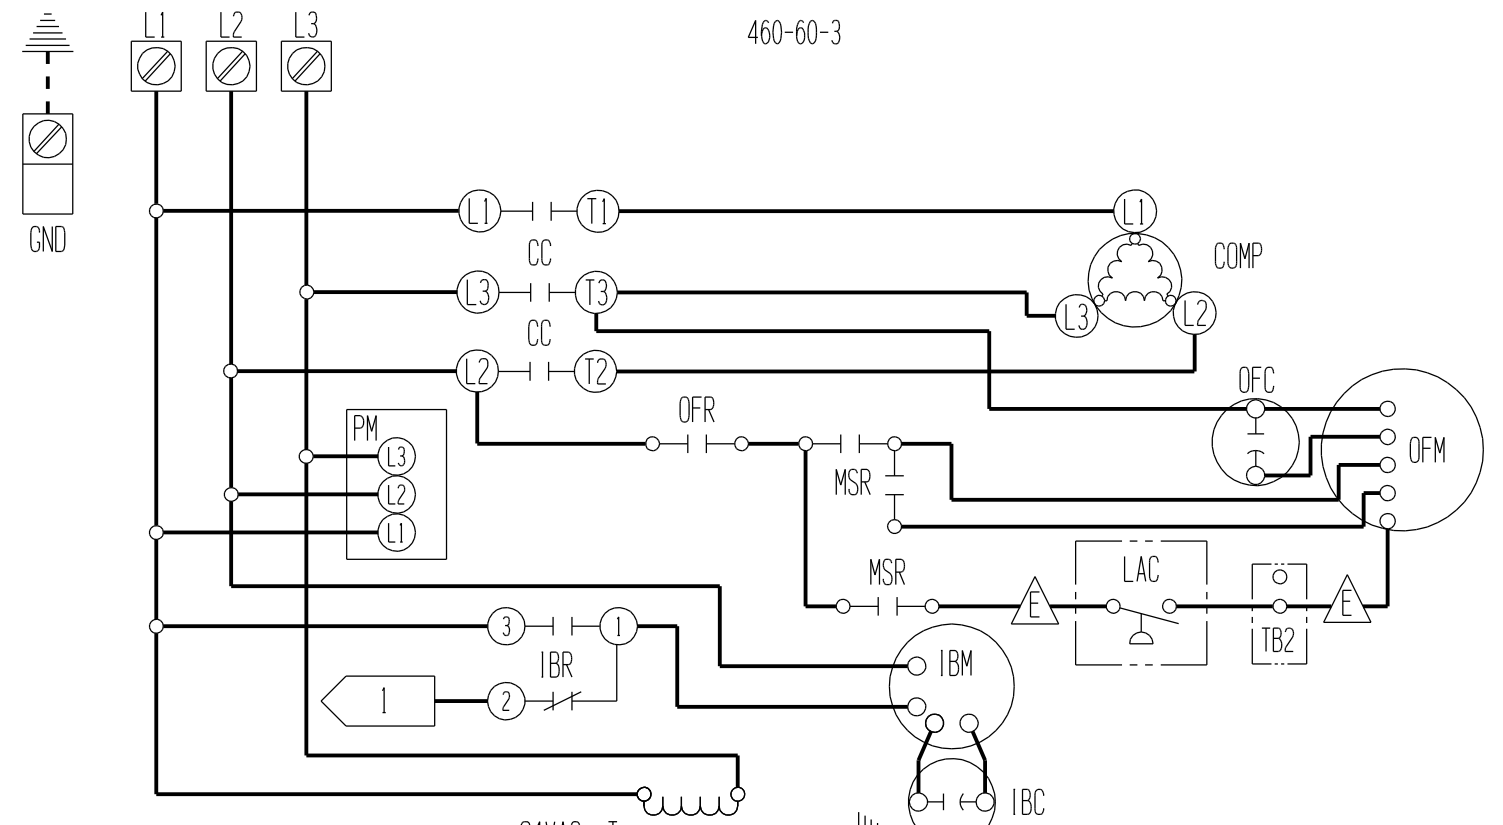 L1 L2 L3
460-60-3
GND
L1 T1 L1
CC
COMP
L3 T3
L3 L2
CC
L2 T2
OFC
OFR
PM
OFM
L3
MSR
L2
L1
MSR
LAC
E
E
3 1
TB2
IBR
IBM
1
2
IBC